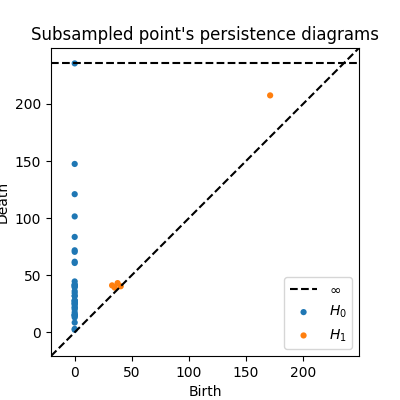 Subsampled point's persistence diagrams
200
150
100
50
0
Death
0
50
100
150
200
Birth
∞
H₀
H₁